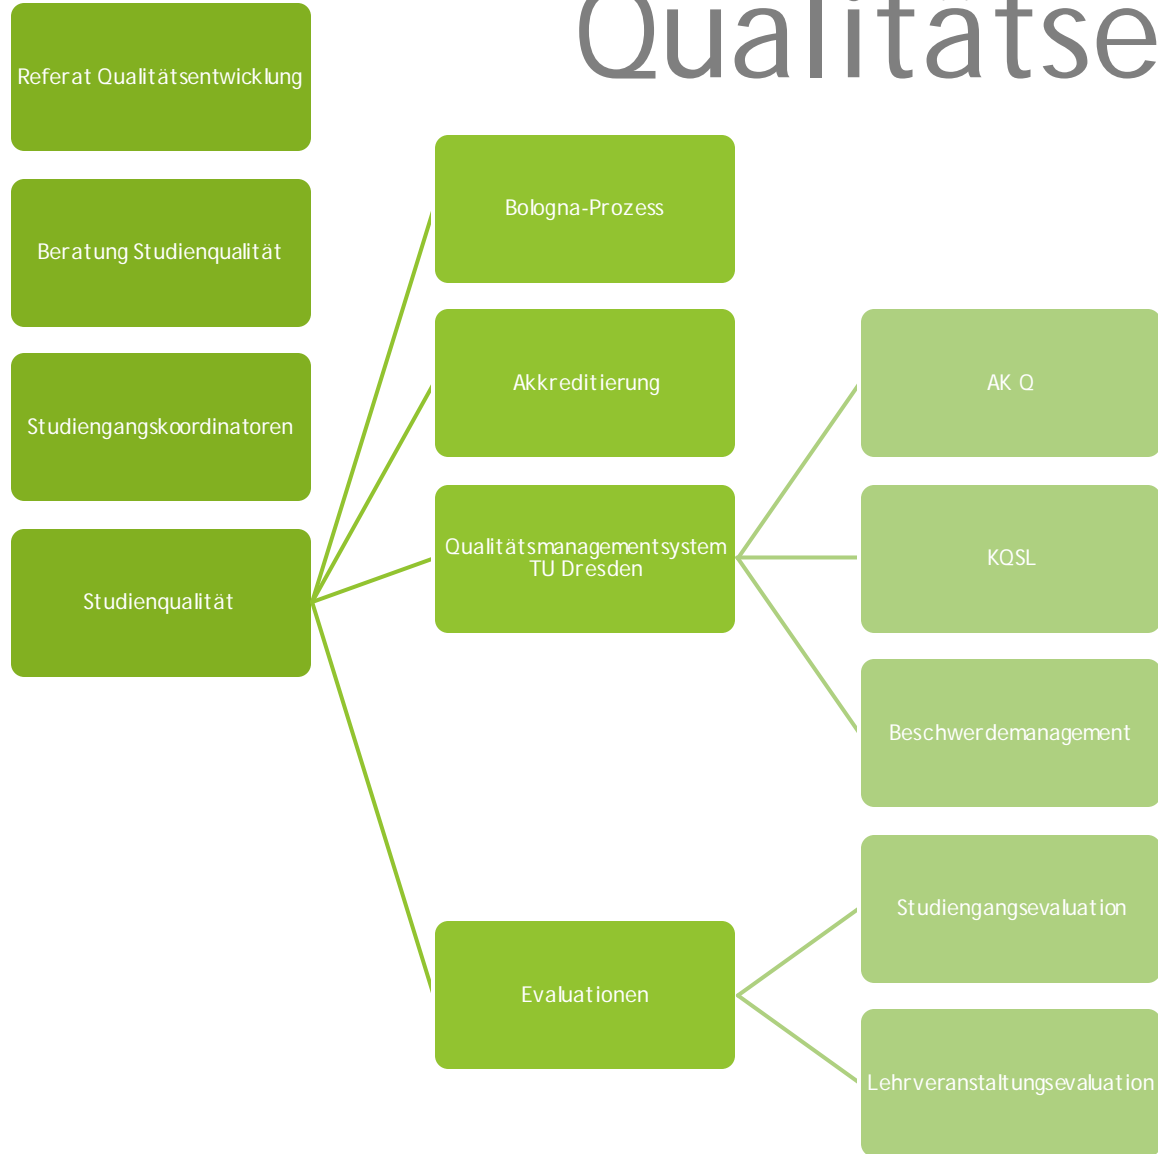 Qualitätse
Referat Qualitätsentwicklung
Beratung Studienqualität
Studiengangskoordinatoren
Studienqualität
Bologna-Prozess
Akkreditierung
Qualitätsmanagementsystem
TU Dresden
Evaluationen
AK Q
KQSL
Beschwerdemanagement
Studiengangsevaluation
Lehrveranstaltungsevaluation